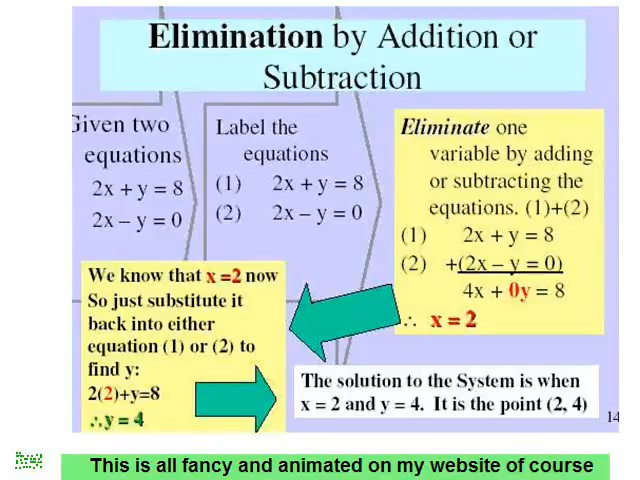 Elimination by Addition or
Subtraction
Given two
equations
2x + y = 8
2x – y = 0
Label the
equations
(1) 2x + y = 8
(2) 2x – y = 0
Eliminate one
variable by adding
or subtracting the
equations. (1)+(2)
(1) 2x + y = 8
(2) +(2x – y = 0)
4x + 0y = 8
∴ x = 2
We know that x =2 now
So just substitute it
back into either
equation (1) or (2) to
find y:
2(2)+y=8
∴y = 4
The solution to the System is when
x = 2 and y = 4. It is the point (2, 4)
14
This is all fancy and animated on my website of course